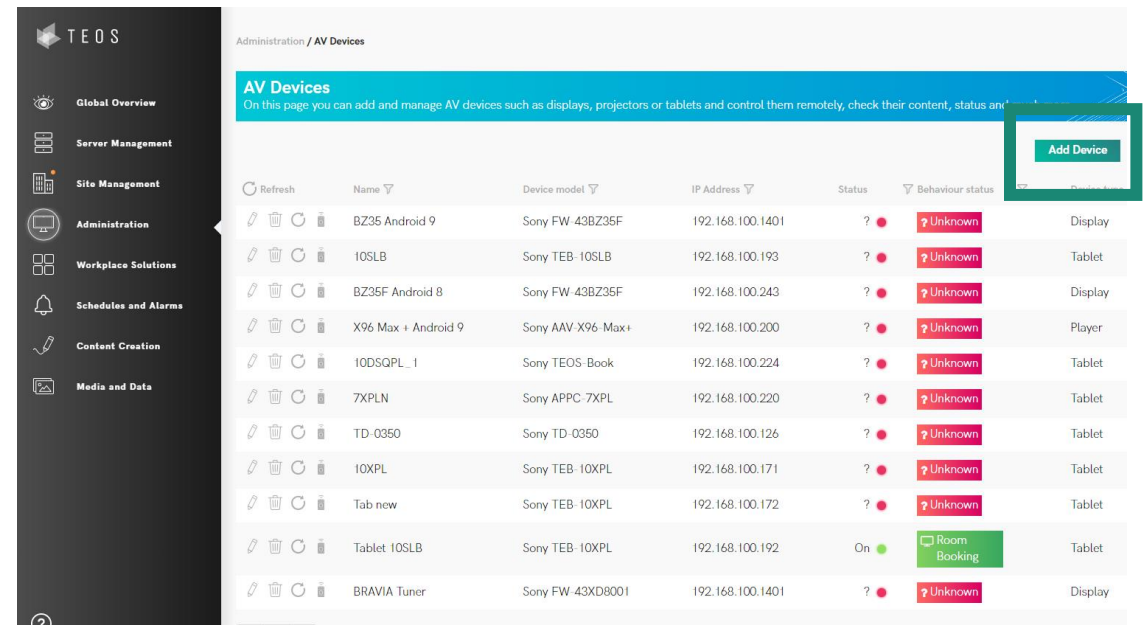 TEOS
Administration / AV Devices
AV Devices
On this page you can add and manage AV devices such as displays, projectors or tablets and control them remotely, check their content, status and
Global Overview
Server Management
Site Management
Administration
Workplace Solutions
Schedules and Alarms
Content Creation
Media and Data
Add Device
Refresh Name Device model IP Address Status Behaviour status Device type
BZ35 Android 9 Sony FW-43BZ35F 192.168.100.1401 ? ? Unknown Display
10SLB Sony TEB-10SLB 192.168.100.193 ? ? Unknown Tablet
BZ35F Android 8 Sony FW-43BZ35F 192.168.100.243 ? ? Unknown Display
X96 Max + Android 9 Sony AAV-X96-Max+ 192.168.100.200 ? ? Unknown Player
10DSQPL_1 Sony TEOS-Book 192.168.100.224 ? ? Unknown Tablet
7XPLN Sony APPC-7XPL 192.168.100.220 ? ? Unknown Tablet
TD-0350 Sony TD-0350 192.168.100.126 ? ? Unknown Tablet
10XPL Sony TEB-10XPL 192.168.100.171 ? ? Unknown Tablet
Tab new Sony TEB-10XPL 192.168.100.172 ? ? Unknown Tablet
Tablet 10SLB Sony TEB-10XPL 192.168.100.192 On Room Booking Tablet
BRAVIA Tuner Sony FW-43XD8001 192.168.100.1401 ? ? Unknown Display
?